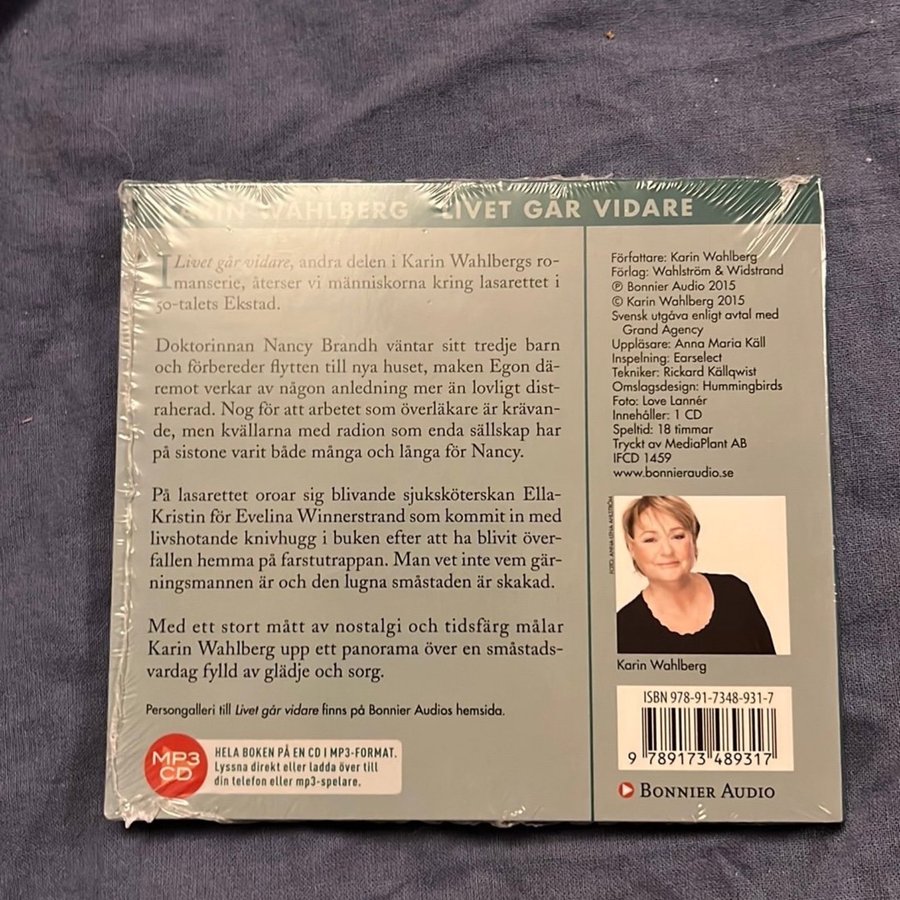 KARIN WAHLBERG LIVET GÅR VIDARE
I Livet går vidare, andra delen i Karin Wahlbergs ro-
manserie, återser vi människorna kring lasarettet i
50-talets Ekstad.
Doktorinnan Nancy Brandh väntar sitt tredje barn
och förbereder flytten till nya huset, maken Egon dä-
remot verkar av någon anledning mer än lovligt dist-
raherad. Nog för att arbetet som överläkare är krävan-
de, men kvällarna med radion som enda sällskap har
på sistone varit både många och långa för Nancy.
På lasarettet oroar sig blivande sjuksköterskan Ella-
Kristin för Evelina Winnerstrand som kommit in med
livshotande knivhugg i buken efter att ha blivit över-
fallen hemma på farstutrappan. Man vet inte vem gär-
ningsmannen är och den lugna småstaden är skakad.
Med ett stort mått av nostalgi och tidsfärg målar
Karin Wahlberg upp ett panorama över en småstads-
vardag fylld av glädje och sorg.
Persongalleri till Livet går vidare finns på Bonnier Audios hemsida.
MP3
CD
HELA BOKEN PÅ EN CD I MP3-FORMAT.
Lyssna direkt eller ladda över till
din telefon eller mp3-spelare.
Författare: Karin Wahlberg
Förlag: Wahlström & Widstrand
℗ Bonnier Audio 2015
© Karin Wahlberg 2015
Svensk utgåva enligt avtal med
Grand Agency
Uppläsare: Anna Maria Käll
Inspelning: Earselect
Tekniker: Rickard Källqwist
Omslagsdesign: Hummingbirds
Foto: Love Lannér
Innehåller: 1 CD
Speltid: 18 timmar
Tryckt av MediaPlant AB
IFCD 1459
www.bonnieraudio.se
FOTO: ANNA-LENA AHLSTRÖM
Karin Wahlberg
ISBN 978-91-7348-931-7
9 789173 489317
BONNIER AUDIO